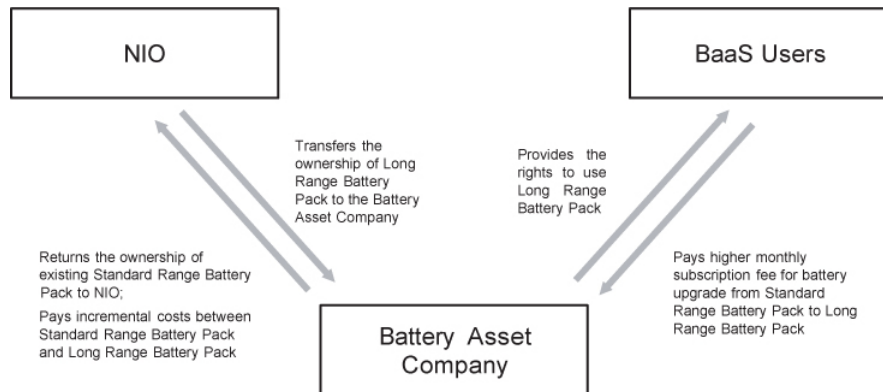 NIO
BaaS Users
Transfers the
ownership of Long
Range Battery
Pack to the Battery
Asset Company
Provides the
rights to use
Long Range
Battery Pack
Returns the ownership of
existing Standard Range Battery
Pack to NIO;
Pays incremental costs between
Standard Range Battery Pack
and Long Range Battery Pack
Pays higher monthly
subscription fee for battery
upgrade from Standard
Range Battery Pack to Long
Range Battery Pack
Battery Asset
Company